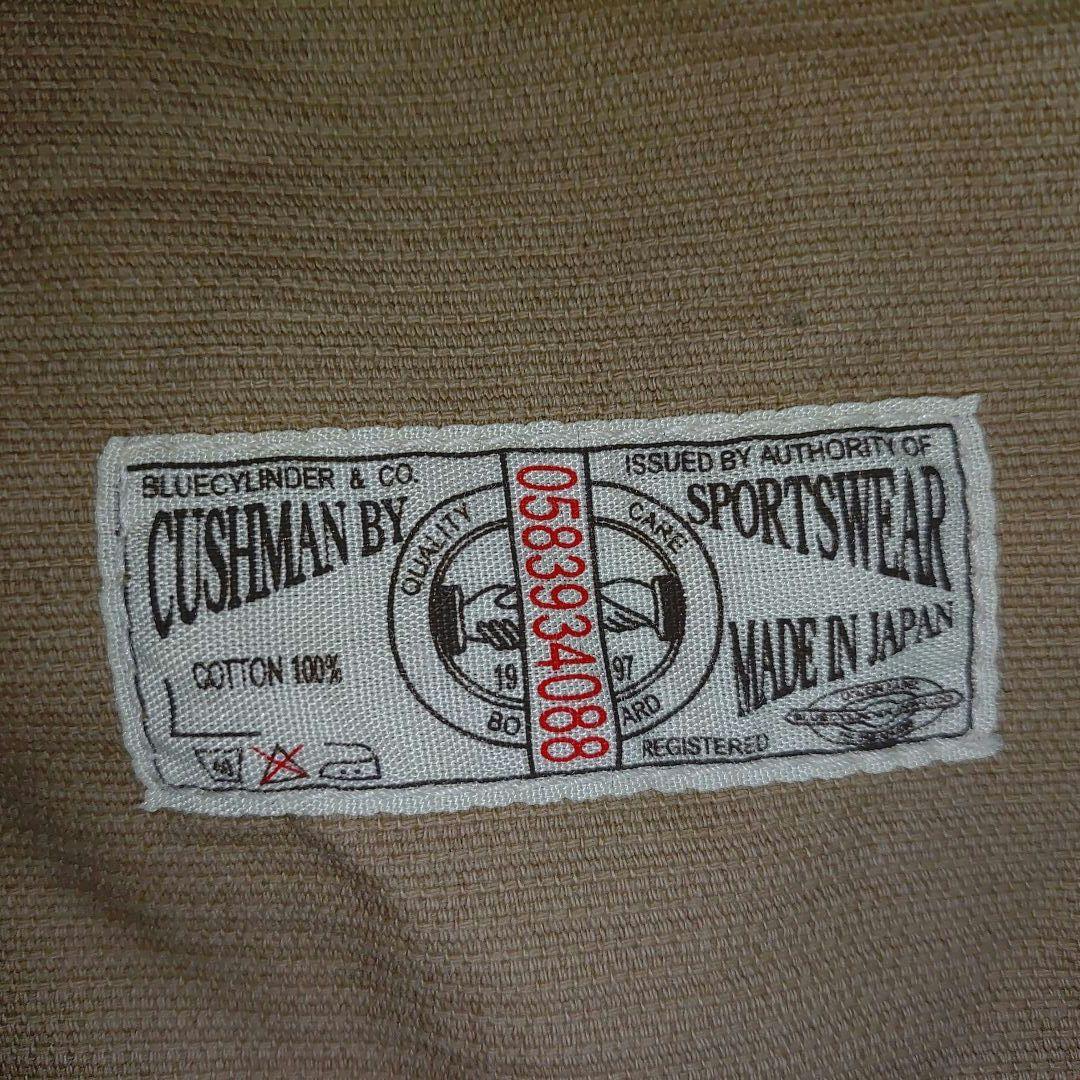 BLUECYLINDER & CO.
CUSHMAN BY
COTTON 100%
QUALITY
CARE
0583934088
19 97
BO ARD
ISSUED BY AUTHORITY OF
SPORTSWEAR
MADE IN JAPAN
REGISTERED